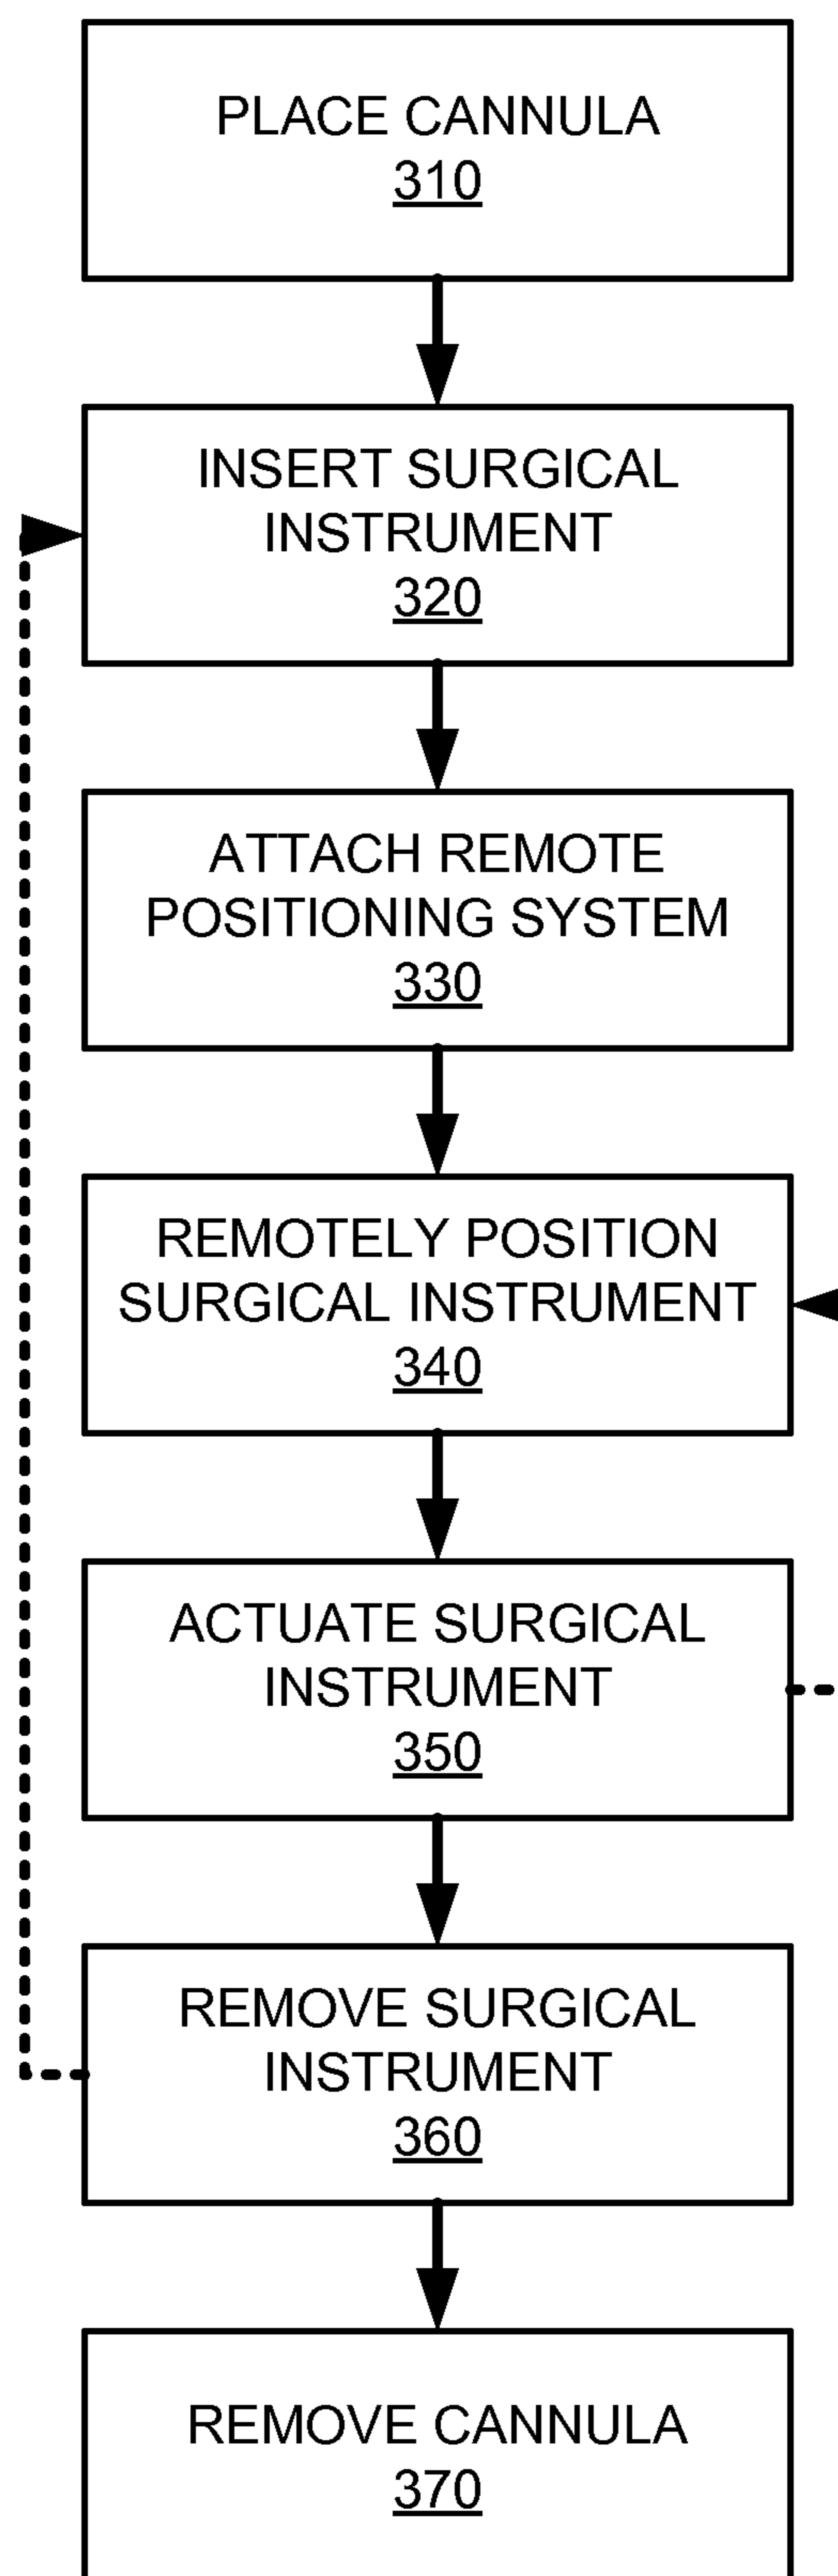 PLACE CANNULA
310
INSERT SURGICAL
INSTRUMENT
320
ATTACH REMOTE
POSITIONING SYSTEM
330
REMOTELY POSITION
SURGICAL INSTRUMENT
340
ACTUATE SURGICAL
INSTRUMENT
350
REMOVE SURGICAL
INSTRUMENT
360
REMOVE CANNULA
370